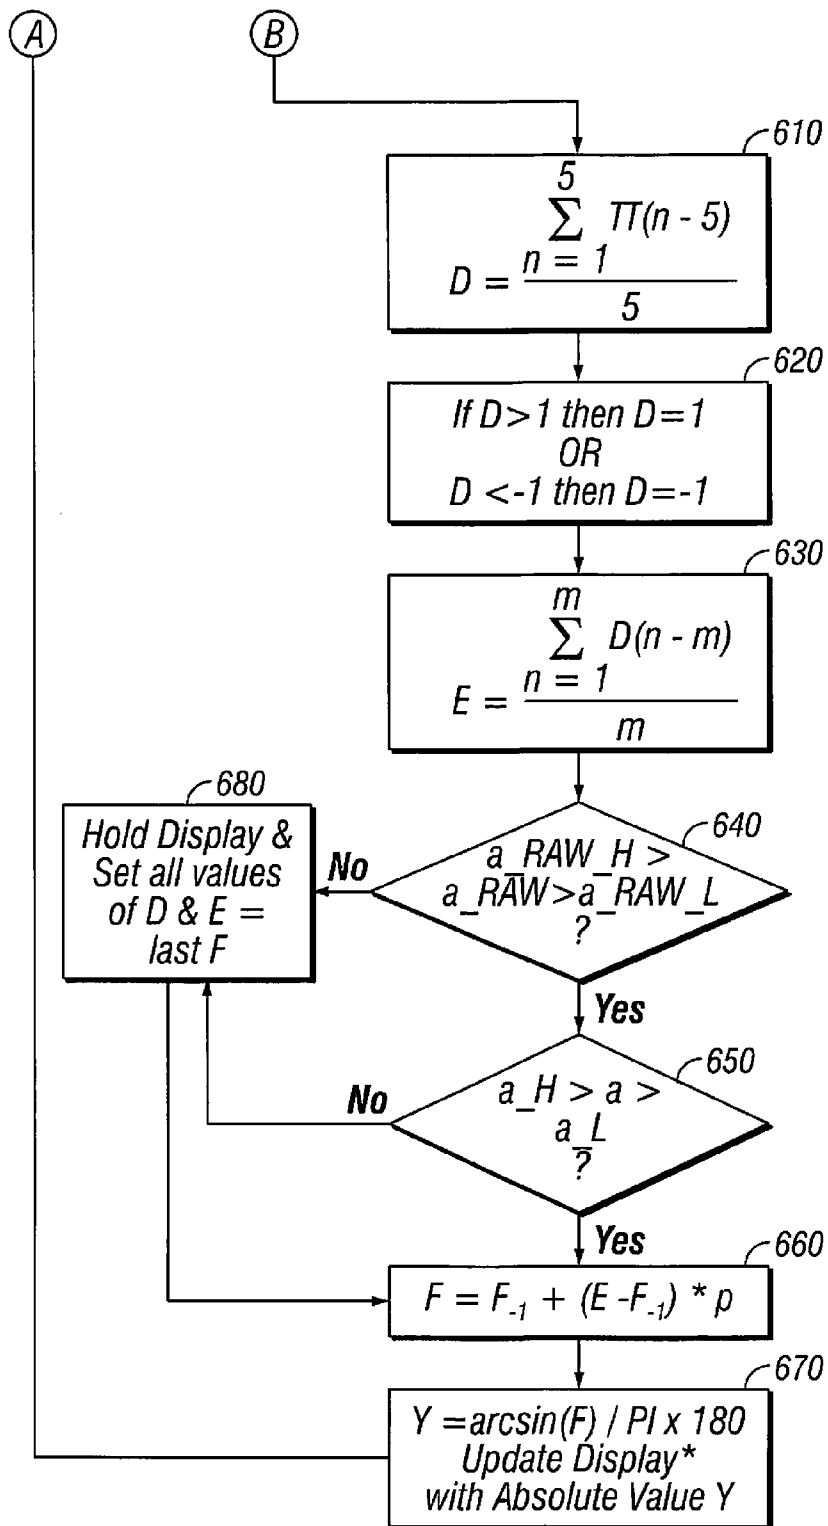 A
B
610
5
∑ TT(n - 5)
n = 1
D =
5
620
If D>1 then D=1
OR
D <-1 then D=-1
630
m
∑ D(n - m)
n = 1
E =
m
680
Hold Display &
Set all values
of D & E =
last F
No
640
a_RAW_H >
a_RAW>a_RAW_L
?
Yes
650
No
a_H > a >
a_L
?
Yes
660
F = F-1 + (E -F-1) * p
670
Y =arcsin(F) / PI x 180
Update Display*
with Absolute Value Y